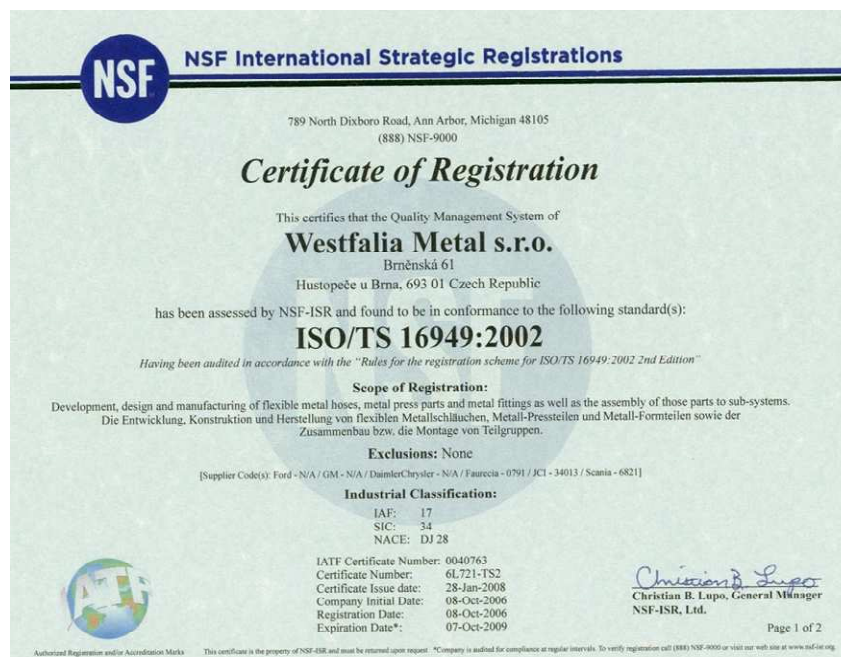 NSF
NSF International Strategic Registrations
789 North Dixboro Road, Ann Arbor, Michigan 48105
(888) NSF-9000
Certificate of Registration
This certifies that the Quality Management System of
Westfalia Metal s.r.o.
Brněnská 61
Hustopeče u Brna, 693 01 Czech Republic
has been assessed by NSF-ISR and found to be in conformance to the following standard(s):
ISO/TS 16949:2002
Having been audited in accordance with the "Rules for the registration scheme for ISO/TS 16949:2002 2nd Edition"
Scope of Registration:
Development, design and manufacturing of flexible metal hoses, metal press parts and metal fittings as well as the assembly of those parts to sub-systems.
Die Entwicklung, Konstruktion und Herstellung von flexiblen Metallschläuchen, Metall-Pressteilen und Metall-Formteilen sowie der
Zusammenbau bzw. die Montage von Teilgruppen.
Exclusions: None
[Supplier Code(s): Ford - N/A / GM - N/A / DaimlerChrysler - N/A / Faurecia - 0791 / JCI - 34013 / Scania - 6821]
Industrial Classification:
IAF: 17
SIC: 34
NACE: DJ 28
IATF Certificate Number: 0040763
Certificate Number: 6L721-TS2
Certificate Issue date: 28-Jan-2008
Company Initial Date: 08-Oct-2006
Registration Date: 08-Oct-2006
Expiration Date*: 07-Oct-2009
IATF
Christian B. Lupo
Christian B. Lupo, General Manager
NSF-ISR, Ltd.
Page 1 of 2
Authorized Registration and/or Accreditation Marks
This certificate is the property of NSF-ISR and must be returned upon request. *Company is audited for compliance at regular intervals. To verify registration call (888) NSF-9000 or visit our web site at www.nsf-isr.org.